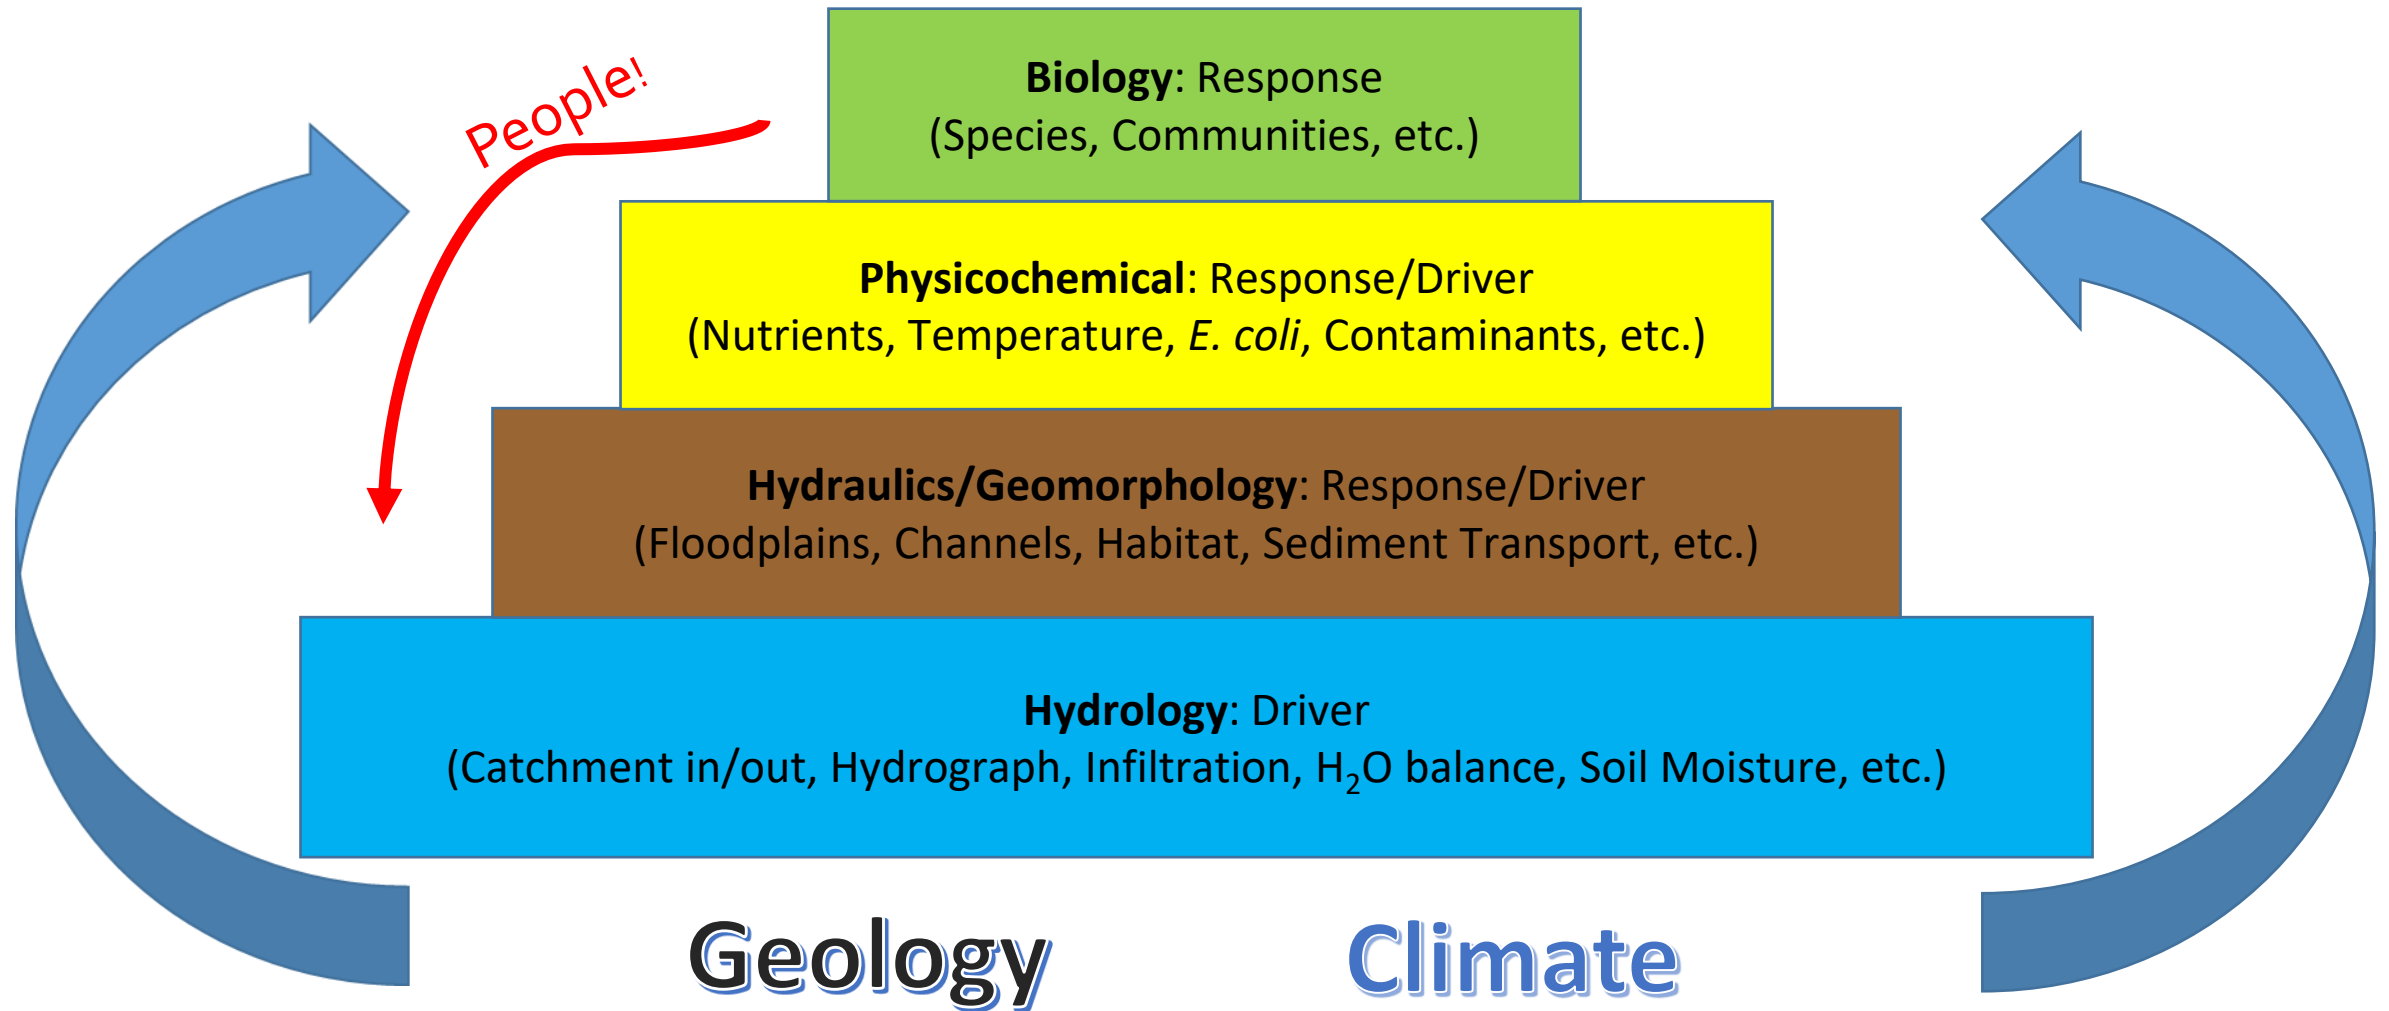 People!
Biology: Response
(Species, Communities, etc.)
Physicochemical: Response/Driver
(Nutrients, Temperature, E. coli, Contaminants, etc.)
Hydraulics/Geomorphology: Response/Driver
(Floodplains, Channels, Habitat, Sediment Transport, etc.)
Hydrology: Driver
(Catchment in/out, Hydrograph, Infiltration, H₂O balance, Soil Moisture, etc.)
Geology
Climate